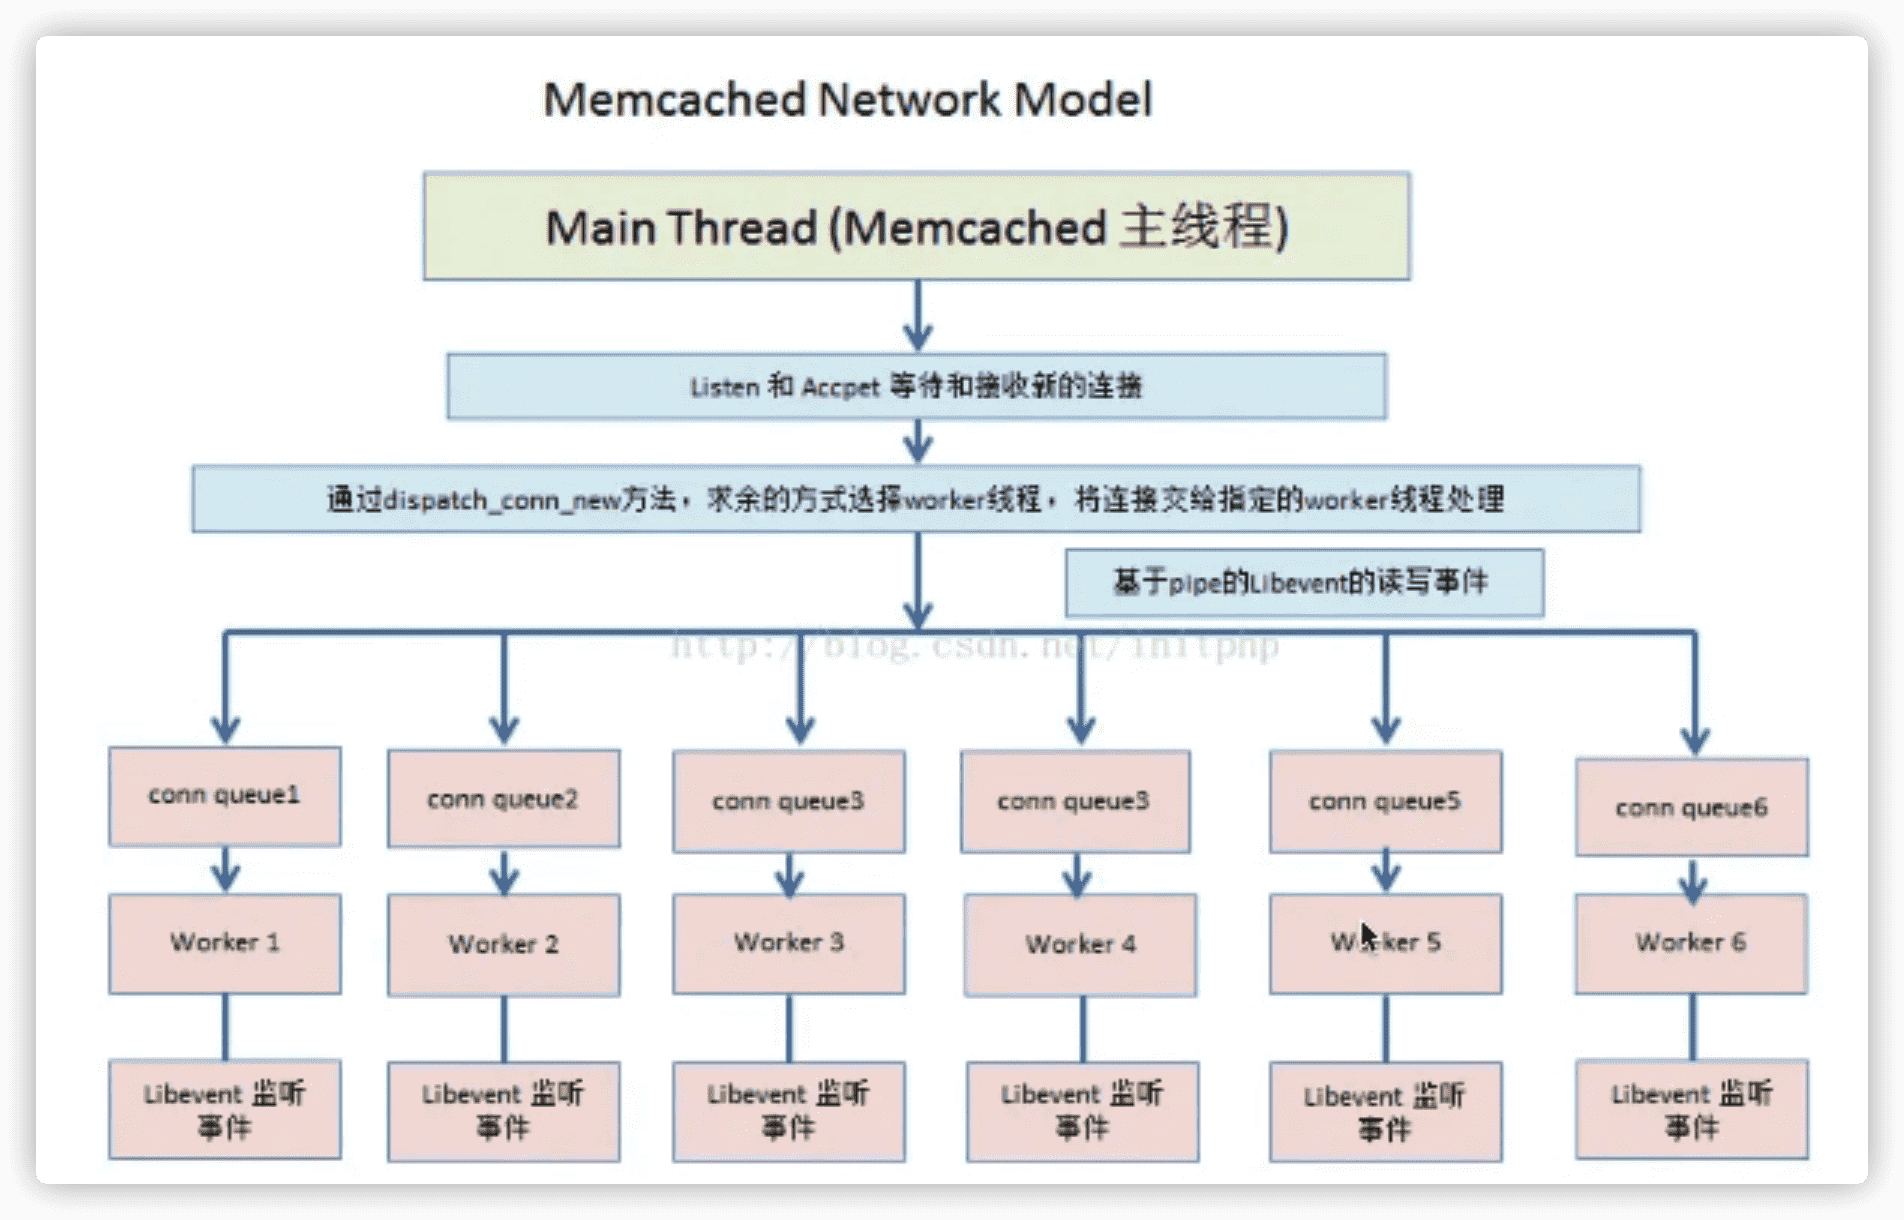 Memcached Network Model
Main Thread (Memcached 主线程)
Listen 和 Accpet 等待和接收新的连接
通过dispatch_conn_new方法，求余的方式选择worker线程，将连接交给指定的worker线程处理
基于pipe的Libevent的读写事件
http://blog.csdn.net/initphp
conn queue1
conn queue2
conn queue3
conn queue3
conn queue5
conn queue6
Worker 1
Worker 2
Worker 3
Worker 4
Worker 5
Worker 6
Libevent 监听
事件
Libevent 监听
事件
Libevent 监听
事件
Libevent 监听
事件
Libevent 监听
事件
Libevent 监听
事件